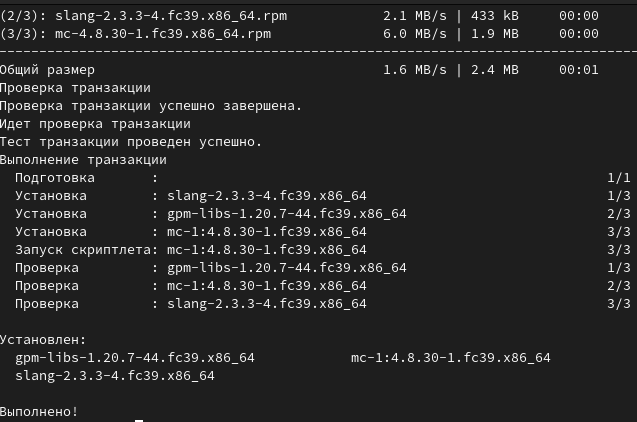 (2/3): slang-2.3.3-4.fc39.x86_64.rpm 2.1 MB/s | 433 kB 00:00
(3/3): mc-4.8.30-1.fc39.x86_64.rpm 6.0 MB/s | 1.9 MB 00:00
--------------------------------------------------------------------------------
Общий размер 1.6 MB/s | 2.4 MB 00:01
Проверка транзакции
Проверка транзакции успешно завершена.
Идет проверка транзакции
Тест транзакции проведен успешно.
Выполнение транзакции
Подготовка : 1/1
Установка : slang-2.3.3-4.fc39.x86_64 1/3
Установка : gpm-libs-1.20.7-44.fc39.x86_64 2/3
Установка : mc-1:4.8.30-1.fc39.x86_64 3/3
Запуск скриптлета: mc-1:4.8.30-1.fc39.x86_64 3/3
Проверка : gpm-libs-1.20.7-44.fc39.x86_64 1/3
Проверка : mc-1:4.8.30-1.fc39.x86_64 2/3
Проверка : slang-2.3.3-4.fc39.x86_64 3/3
Установлен:
gpm-libs-1.20.7-44.fc39.x86_64 mc-1:4.8.30-1.fc39.x86_64
slang-2.3.3-4.fc39.x86_64
Выполнено!